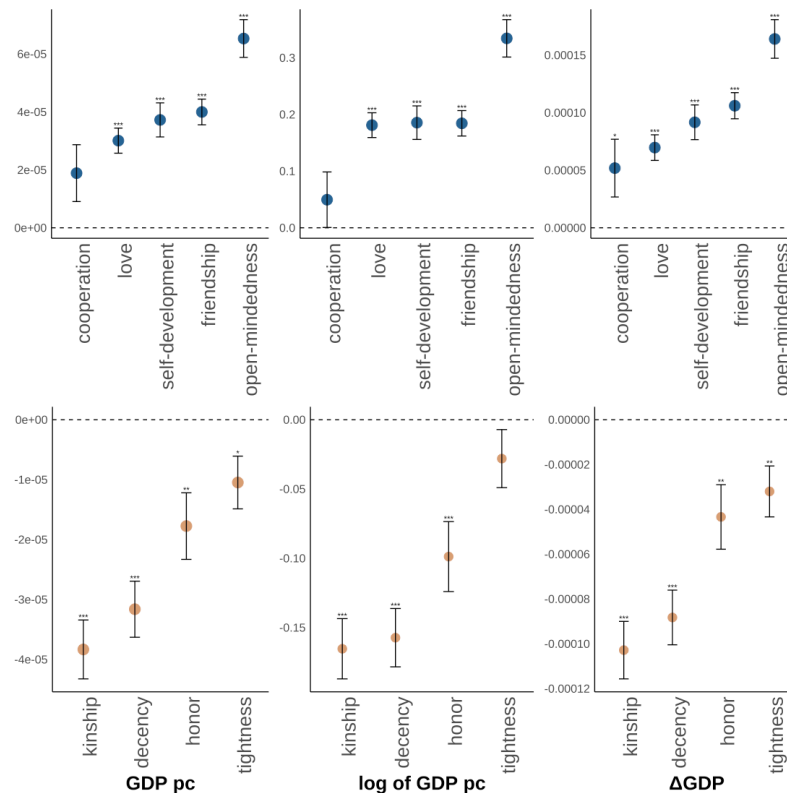 ***
6e-05
4e-05
2e-05
0e+00
*** *** ***
cooperation
love
self-development
friendship
open-mindedness
***
0.3
0.2
0.1
0.0
*** *** ***
cooperation
love
self-development
friendship
open-mindedness
***
0.00015
0.00010
0.00005
0.00000
* *** *** ***
cooperation
love
self-development
friendship
open-mindedness
0e+00
-1e-05
-2e-05
-3e-05
-4e-05
*** *** ** *
kinship
decency
honor
tightness
GDP pc
0.00
-0.05
-0.10
-0.15
*** *** ***
kinship
decency
honor
tightness
log of GDP pc
0.00000
-0.00002
-0.00004
-0.00006
-0.00008
-0.00010
-0.00012
*** *** ** **
kinship
decency
honor
tightness
ΔGDP